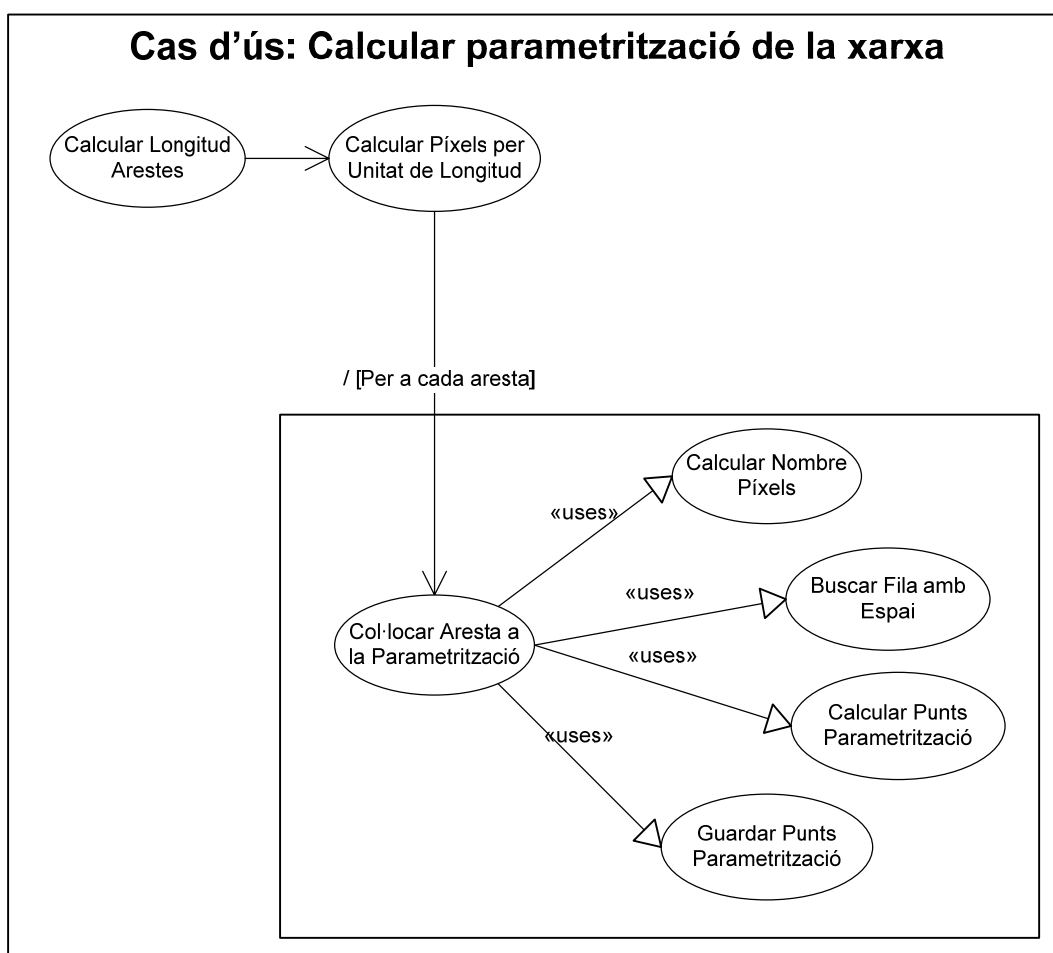 Cas d’ús: Calcular parametrització de la xarxa
Calcular Longitud
Arestes
Calcular Píxels per
Unitat de Longitud
/ [Per a cada aresta]
Calcular Nombre
Píxels
«uses»
Buscar Fila amb
Espai
«uses»
Col·locar Aresta a
la Parametrització
«uses»
Calcular Punts
Parametrització
«uses»
Guardar Punts
Parametrització